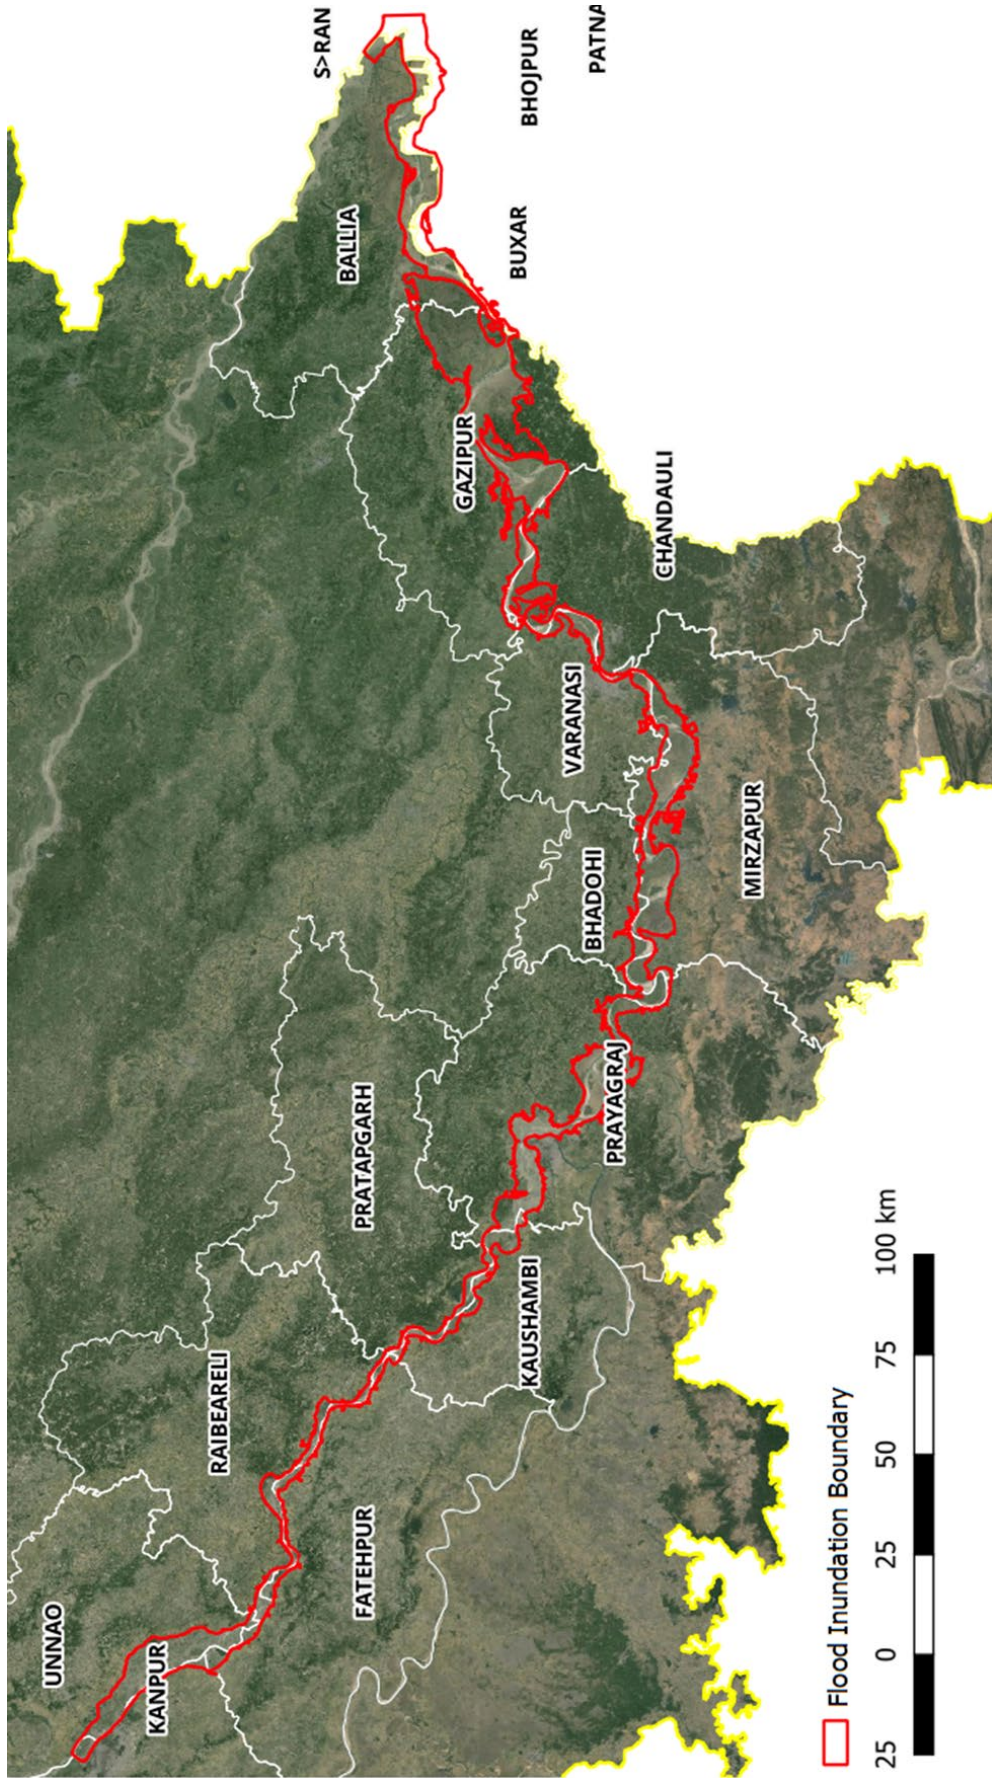 S>RAN
PATNA
BHOJPUR
BALLIA
BUXAR
GAZIPUR
CHANDAULI
VARANASI
MIRZAPUR
BHADOHI
PRAYAGRAJ
PRATAPGARH
KAUSHAMBI
RAIBEARELI
FATEHPUR
UNNAO
KANPUR
Flood Inundation Boundary
25 0 25 50 75 100 km